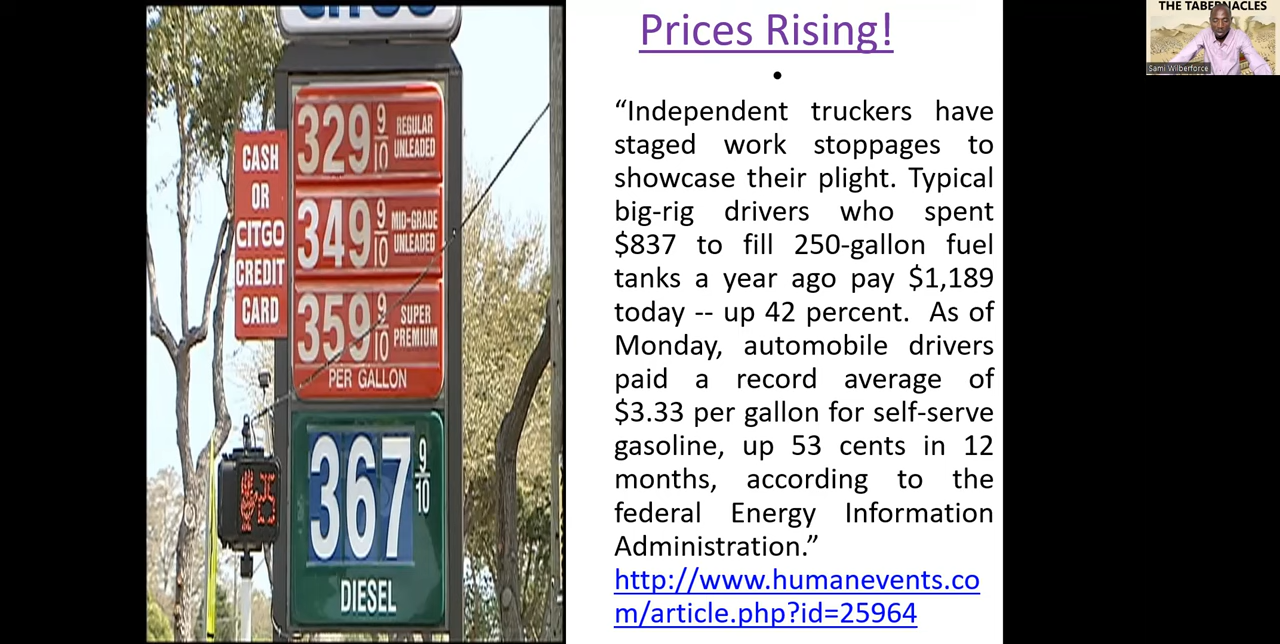 CITGO
329 9/10 REGULAR UNLEADED
CASH OR CITGO CREDIT CARD
349 9/10 MID-GRADE UNLEADED
359 9/10 SUPER PREMIUM
PER GALLON
367 9/10
DIESEL
Prices Rising!
•
“Independent truckers have
staged work stoppages to
showcase their plight. Typical
big-rig drivers who spent
$837 to fill 250-gallon fuel
tanks a year ago pay $1,189
today -- up 42 percent.  As of
Monday, automobile drivers
paid a record average of
$3.33 per gallon for self-serve
gasoline, up 53 cents in 12
months, according to the
federal Energy Information
Administration.”
http://www.humanevents.co
m/article.php?id=25964
THE TABERNACLES
Sami Wilberforce